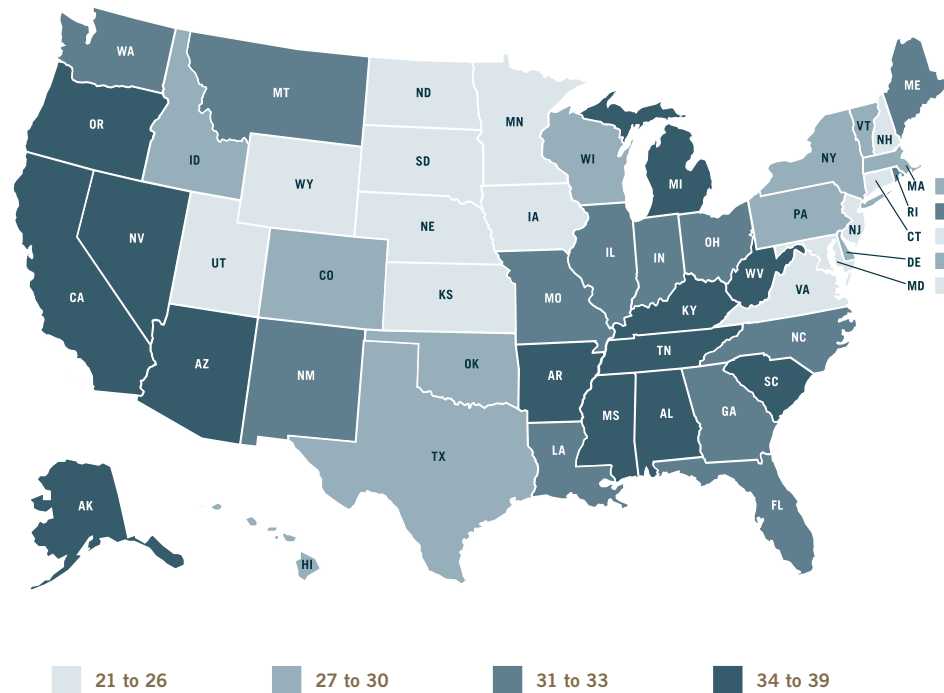 WA
MT
ND
MN
ME
OR
ID
SD
WI
VT
NH
NY
WY
MI
MA
RI
NV
NE
IA
PA
NJ
CT
UT
CO
IL
IN
OH
DE
WV
MD
CA
KS
MO
KY
VA
NC
AZ
NM
OK
AR
TN
SC
MS
AL
GA
TX
LA
AK
FL
HI
21 to 26
27 to 30
31 to 33
34 to 39